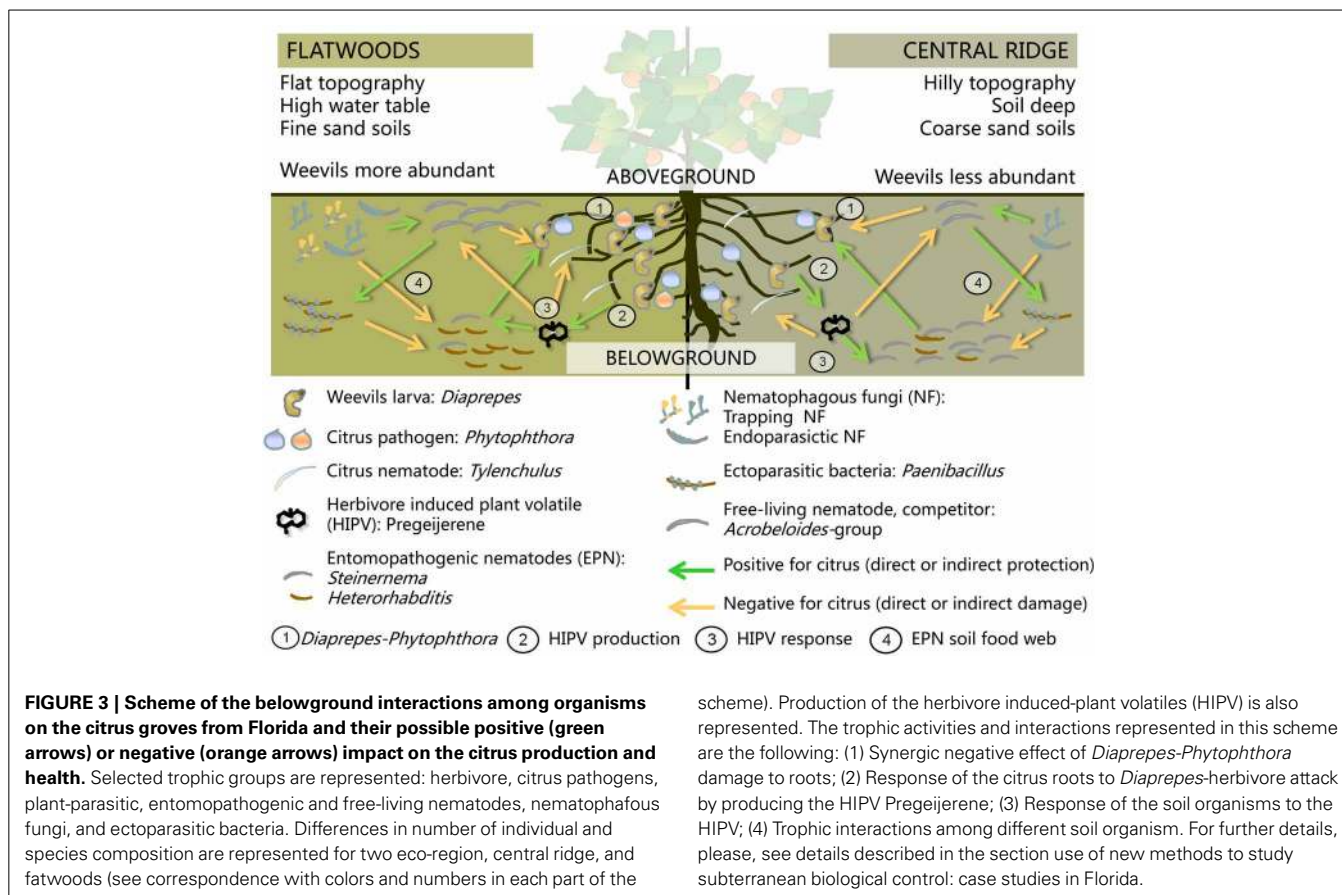 FLATWOODS
Flat topography
High water table
Fine sand soils
Weevils more abundant
CENTRAL RIDGE
Hilly topography
Soil deep
Coarse sand soils
Weevils less abundant
ABOVEGROUND
1
1
2
4
4
3
2
3
BELOWGROUND
Weevils larva: Diaprepes
Citrus pathogen: Phytophthora
Citrus nematode: Tylenchulus
Herbivore induced plant volatile
(HIPV): Pregeijerene
Entomopathogenic nematodes (EPN):
Steinernema
Heterorhabditis
Nematophagous fungi (NF):
Trapping NF
Endoparasictic NF
Ectoparasitic bacteria: Paenibacillus
Free-living nematode, competitor:
Acrobeloides-group
Positive for citrus (direct or indirect protection)
Negative for citrus (direct or indirect damage)
1 Diaprepes-Phytophthora 2 HIPV production 3 HIPV response 4 EPN soil food web
FIGURE 3 | Scheme of the belowground interactions among organisms
on the citrus groves from Florida and their possible positive (green
arrows) or negative (orange arrows) impact on the citrus production and
health. Selected trophic groups are represented: herbivore, citrus pathogens,
plant-parasitic, entomopathogenic and free-living nematodes, nematophafous
fungi, and ectoparasitic bacteria. Differences in number of individual and
species composition are represented for two eco-region, central ridge, and
fatwoods (see correspondence with colors and numbers in each part of the
scheme). Production of the herbivore induced-plant volatiles (HIPV) is also
represented. The trophic activities and interactions represented in this scheme
are the following: (1) Synergic negative effect of Diaprepes-Phytophthora
damage to roots; (2) Response of the citrus roots to Diaprepes-herbivore attack
by producing the HIPV Pregeijerene; (3) Response of the soil organisms to the
HIPV; (4) Trophic interactions among different soil organism. For further details,
please, see details described in the section use of new methods to study
subterranean biological control: case studies in Florida.